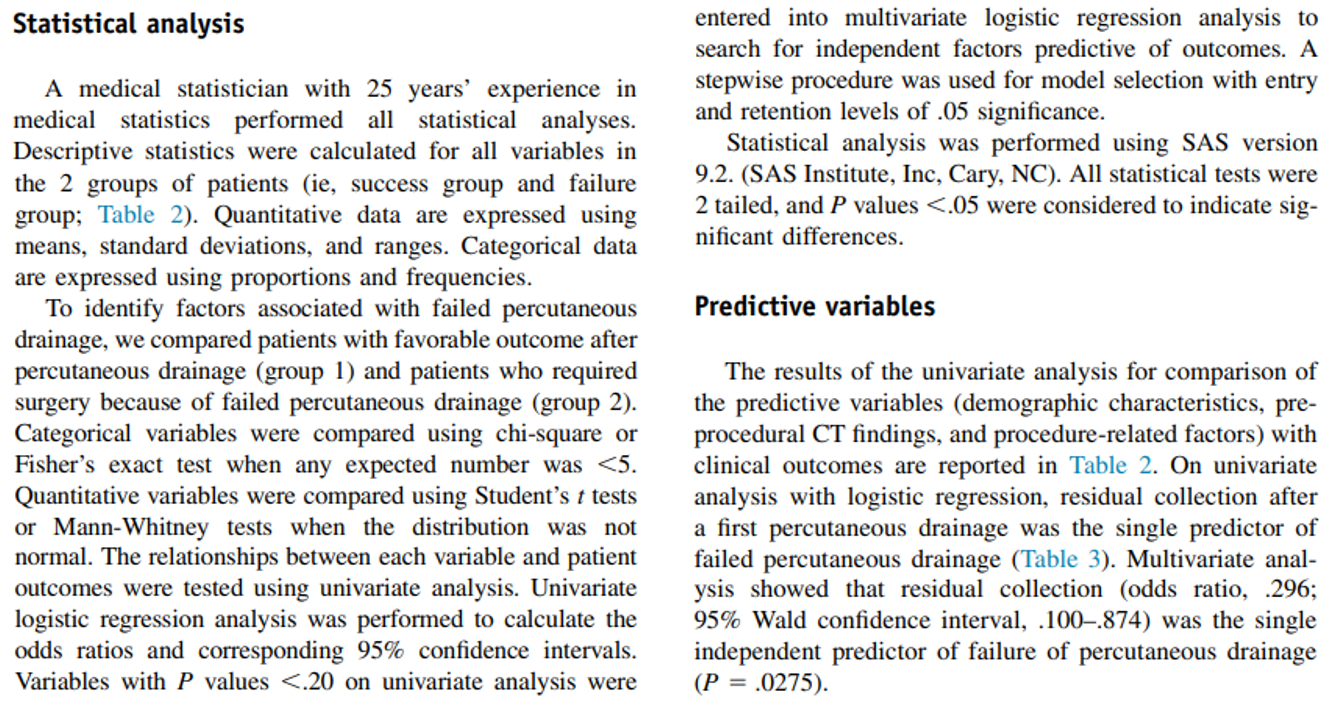 Statistical analysis
A medical statistician with 25 years’ experience in
medical statistics performed all statistical analyses.
Descriptive statistics were calculated for all variables in
the 2 groups of patients (ie, success group and failure
group; Table 2). Quantitative data are expressed using
means, standard deviations, and ranges. Categorical data
are expressed using proportions and frequencies.
To identify factors associated with failed percutaneous
drainage, we compared patients with favorable outcome after
percutaneous drainage (group 1) and patients who required
surgery because of failed percutaneous drainage (group 2).
Categorical variables were compared using chi-square or
Fisher’s exact test when any expected number was <5.
Quantitative variables were compared using Student’s t tests
or Mann-Whitney tests when the distribution was not
normal. The relationships between each variable and patient
outcomes were tested using univariate analysis. Univariate
logistic regression analysis was performed to calculate the
odds ratios and corresponding 95% confidence intervals.
Variables with P values <.20 on univariate analysis were
entered into multivariate logistic regression analysis to
search for independent factors predictive of outcomes. A
stepwise procedure was used for model selection with entry
and retention levels of .05 significance.
Statistical analysis was performed using SAS version
9.2. (SAS Institute, Inc, Cary, NC). All statistical tests were
2 tailed, and P values <.05 were considered to indicate sig-
nificant differences.
Predictive variables
The results of the univariate analysis for comparison of
the predictive variables (demographic characteristics, pre-
procedural CT findings, and procedure-related factors) with
clinical outcomes are reported in Table 2. On univariate
analysis with logistic regression, residual collection after
a first percutaneous drainage was the single predictor of
failed percutaneous drainage (Table 3). Multivariate anal-
ysis showed that residual collection (odds ratio, .296;
95% Wald confidence interval, .100–.874) was the single
independent predictor of failure of percutaneous drainage
(P = .0275).